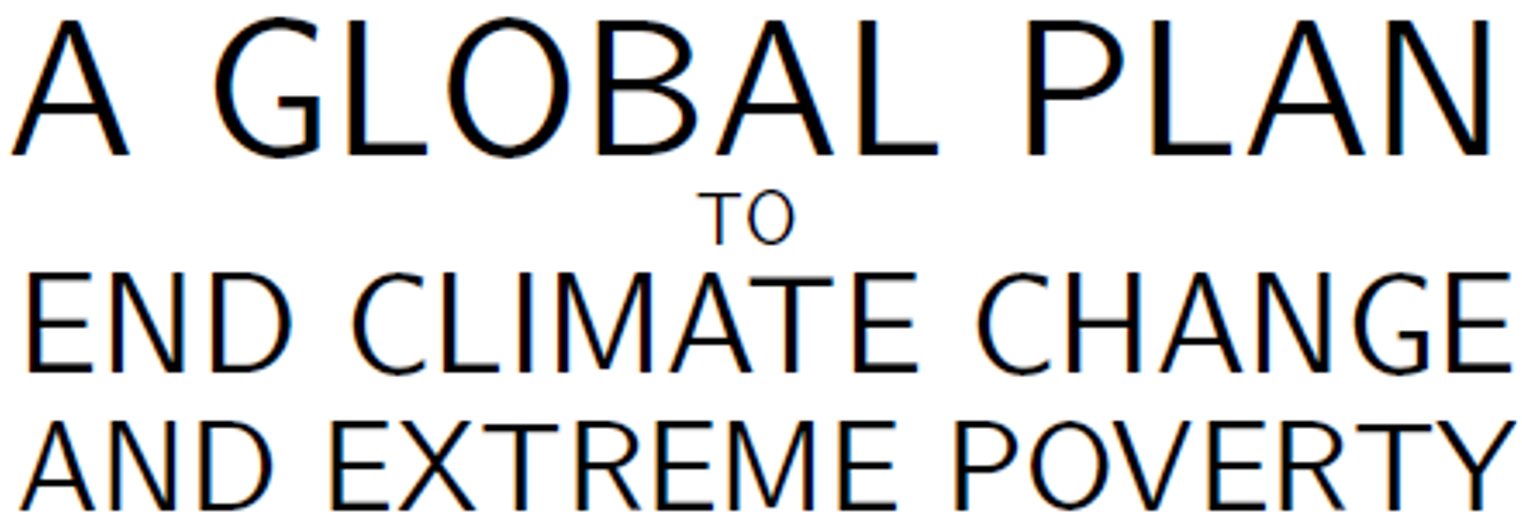 A GLOBAL PLAN
TO
END CLIMATE CHANGE
AND EXTREME POVERTY